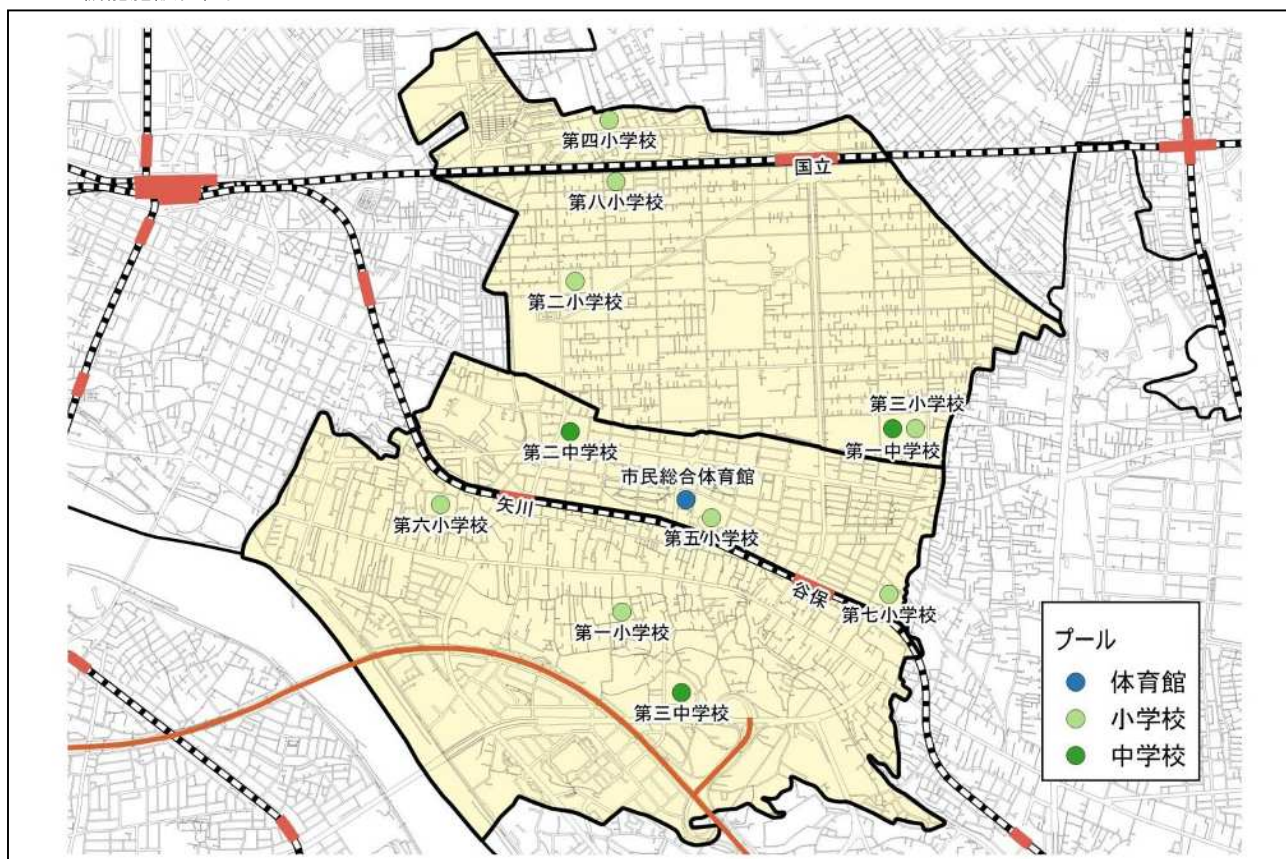 第四小学校
国立
第八小学校
第二小学校
第三小学校
第一中学校
第二中学校
市民総合体育館
矢川
第六小学校
第五小学校
谷保
第七小学校
第一小学校
第三中学校
プール
体育館
小学校
中学校